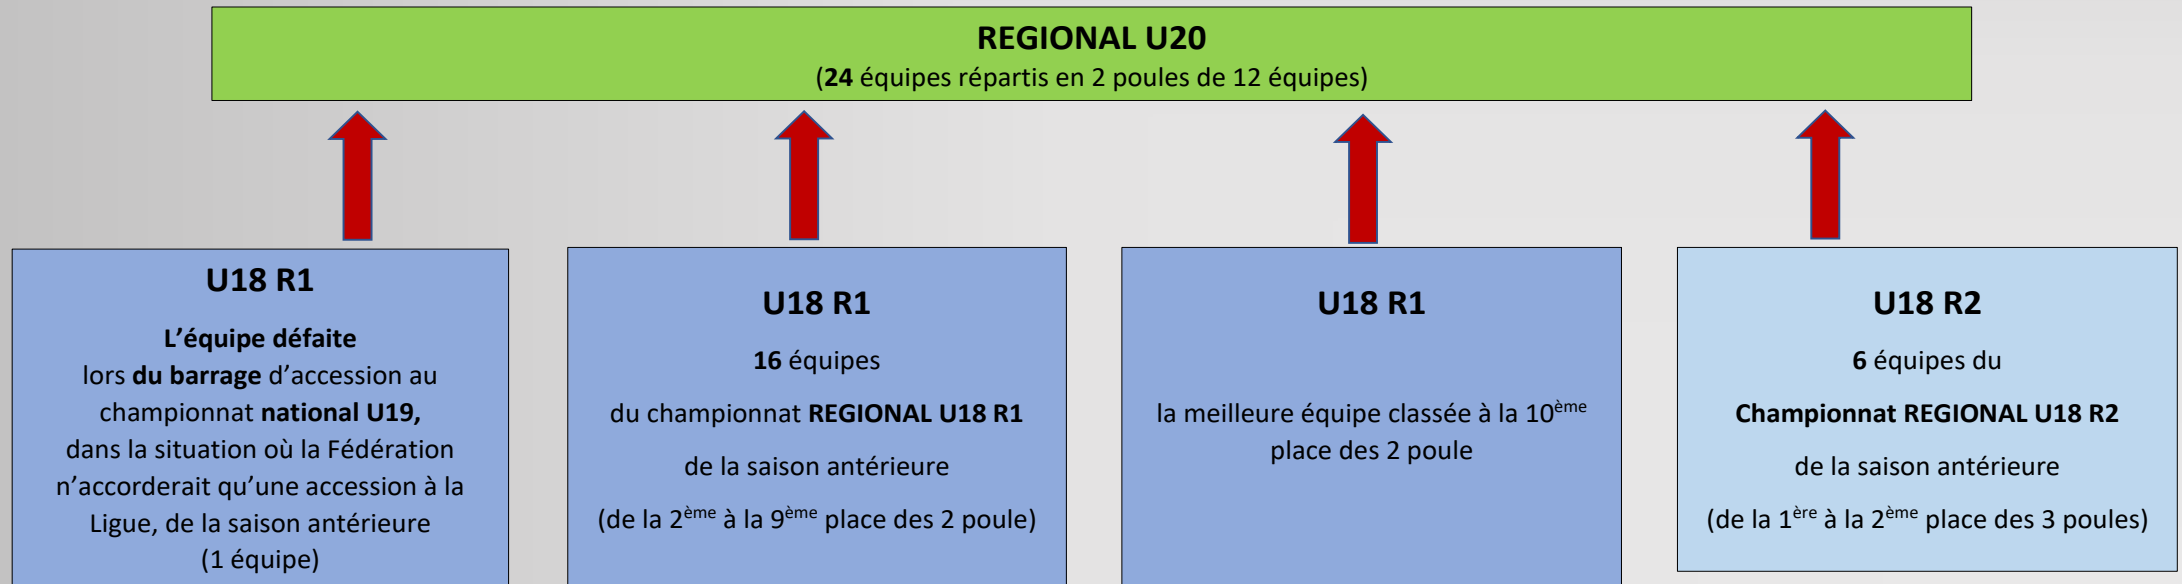 REGIONAL U20
(24 équipes répartis en 2 poules de 12 équipes)
U18 R1
L’équipe défaite
lors du barrage d’accession au
championnat national U19,
dans la situation où la Fédération
n’accorderait qu’une accession à la
Ligue, de la saison antérieure
(1 équipe)
U18 R1
16 équipes
du championnat REGIONAL U18 R1
de la saison antérieure
(de la 2ème à la 9ème place des 2 poule)
U18 R1
la meilleure équipe classée à la 10ème
place des 2 poule
U18 R2
6 équipes du
Championnat REGIONAL U18 R2
de la saison antérieure
(de la 1ère à la 2ème place des 3 poules)